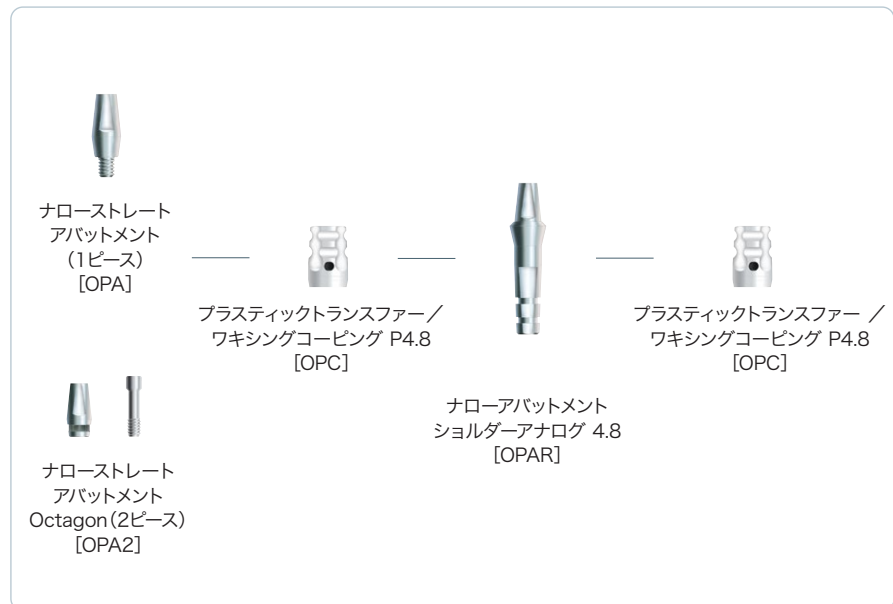 ナローストレート
アバットメント
(1ピース)
[OPA]
プラスティックトランスファー／
ワキシングコーピング P4.8
[OPC]
プラスティックトランスファー ／
ワキシングコーピング P4.8
[OPC]
ナローアバットメント
ショルダーアナログ 4.8
[OPAR]
ナローストレート
アバットメント
Octagon（2ピース）
[OPA2]